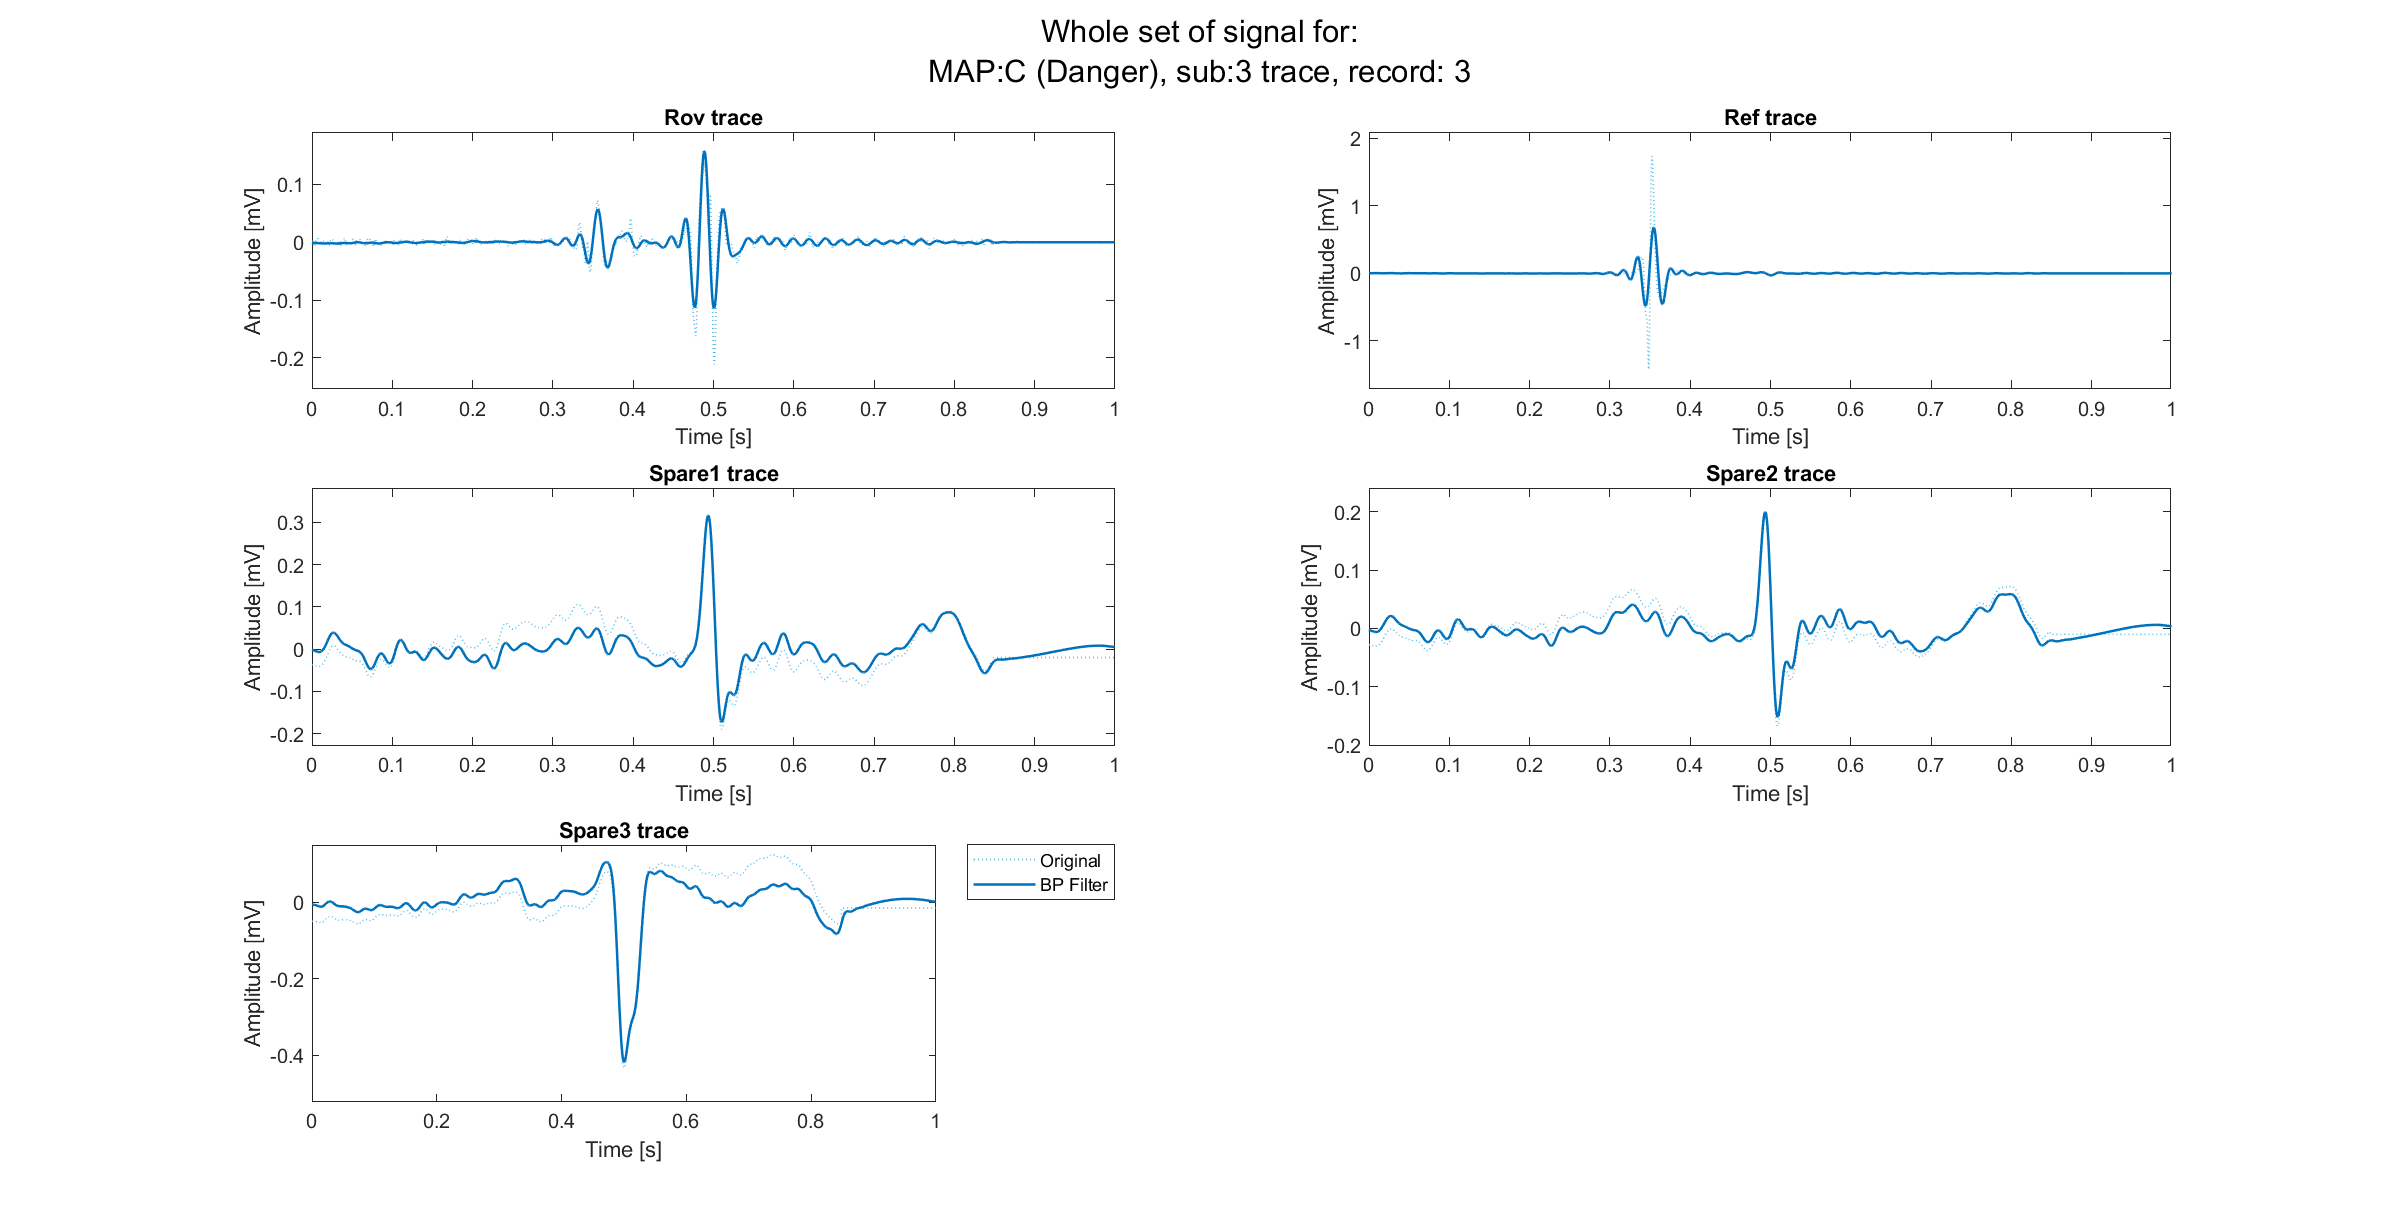 Whole set of signal for:
MAP:C (Danger), sub:3 trace, record: 3
Rov trace
Amplitude [mV]
0.1
0
-0.1
-0.2
0 0.1 0.2 0.3 0.4 0.5 0.6 0.7 0.8 0.9 1
Time [s]
Ref trace
Amplitude [mV]
2
1
0
-1
0 0.1 0.2 0.3 0.4 0.5 0.6 0.7 0.8 0.9 1
Time [s]
Spare1 trace
Amplitude [mV]
0.3
0.2
0.1
0
-0.1
-0.2
0 0.1 0.2 0.3 0.4 0.5 0.6 0.7 0.8 0.9 1
Time [s]
Spare2 trace
Amplitude [mV]
0.2
0.1
0
-0.1
-0.2
0 0.1 0.2 0.3 0.4 0.5 0.6 0.7 0.8 0.9 1
Time [s]
Spare3 trace
Amplitude [mV]
0
-0.2
-0.4
0 0.2 0.4 0.6 0.8 1
Time [s]
Original
BP Filter